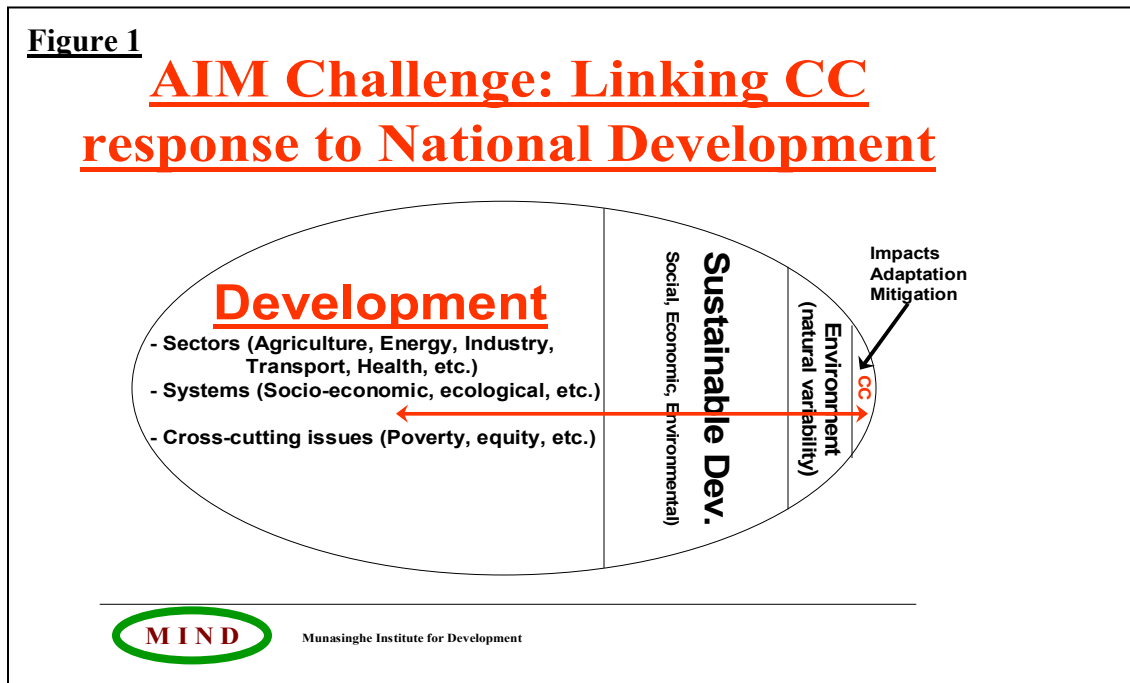 Figure 1
AIM Challenge: Linking CC
response to National Development
Development
- Sectors (Agriculture, Energy, Industry,
Transport, Health, etc.)
- Systems (Socio-economic, ecological, etc.)
- Cross-cutting issues (Poverty, equity, etc.)
Sustainable Dev.
Social, Economic, Environmental)
Environment
(natural variability)
CC
Impacts
Adaptation
Mitigation
MIND
Munasinghe Institute for Development